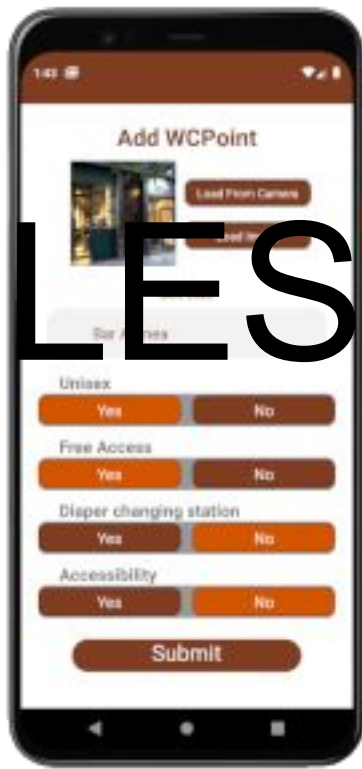 1:43
Add WCPoint
Load From Camera
LES
Unisex
Yes No
Free Access
Yes No
Diaper changing station
Yes No
Accessibility
Yes No
Submit